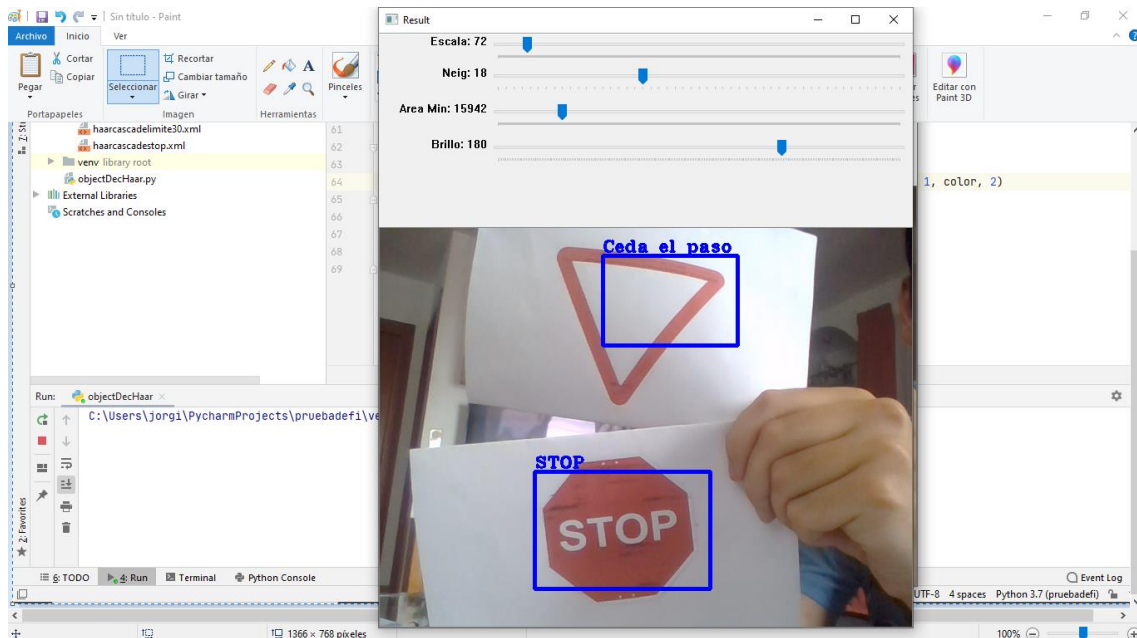 Sin título - Paint
Archivo Inicio Ver
Pegar
Cortar
Copiar
Portapapeles
Seleccionar
Recortar
Cambiar tamaño
Girar
Imagen
A
Herramientas
Pinceles
Editar con
Paint 3D
Result
Escala: 72
Neig: 18
Area Min: 15942
Brillo: 180
haarcascadelimite30.xml
haarcascadestop.xml
venv library root
objectDecHaar.py
External Libraries
Scratches and Consoles
61
62
63
64
65
66
67
68
69
1, color, 2)
Ceda el paso
STOP
STOP
Run: objectDecHaar
C:\Users\jorgi\PycharmProjects\pruebadefi\ve
2: Favorites
6: TODO 4: Run Terminal Python Console
Event Log
UTF-8 4 spaces Python 3.7 (pruebadefi)
1366 × 768 píxeles
100%